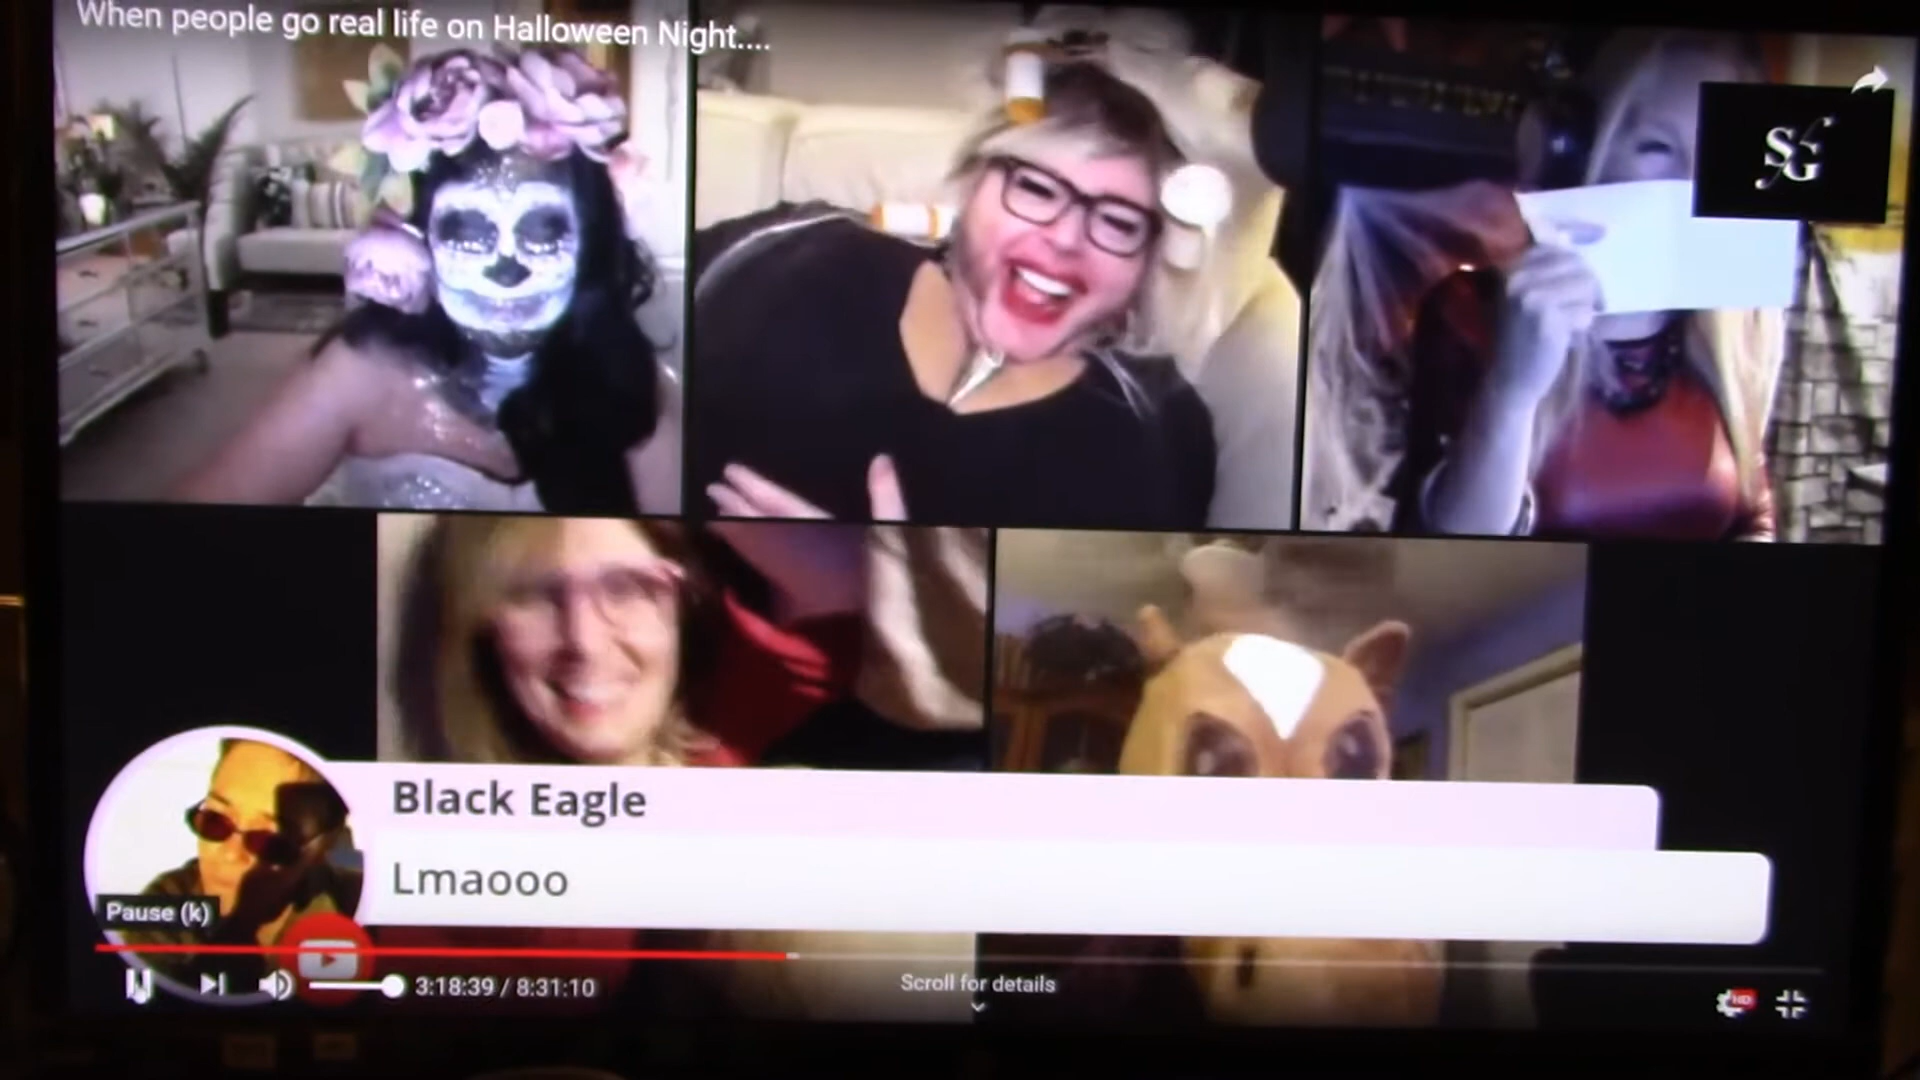 When people go real life on Halloween Night....
SfG
Black Eagle
Lmaooo
Pause (k)
3:18:39 / 8:31:10
Scroll for details
HD